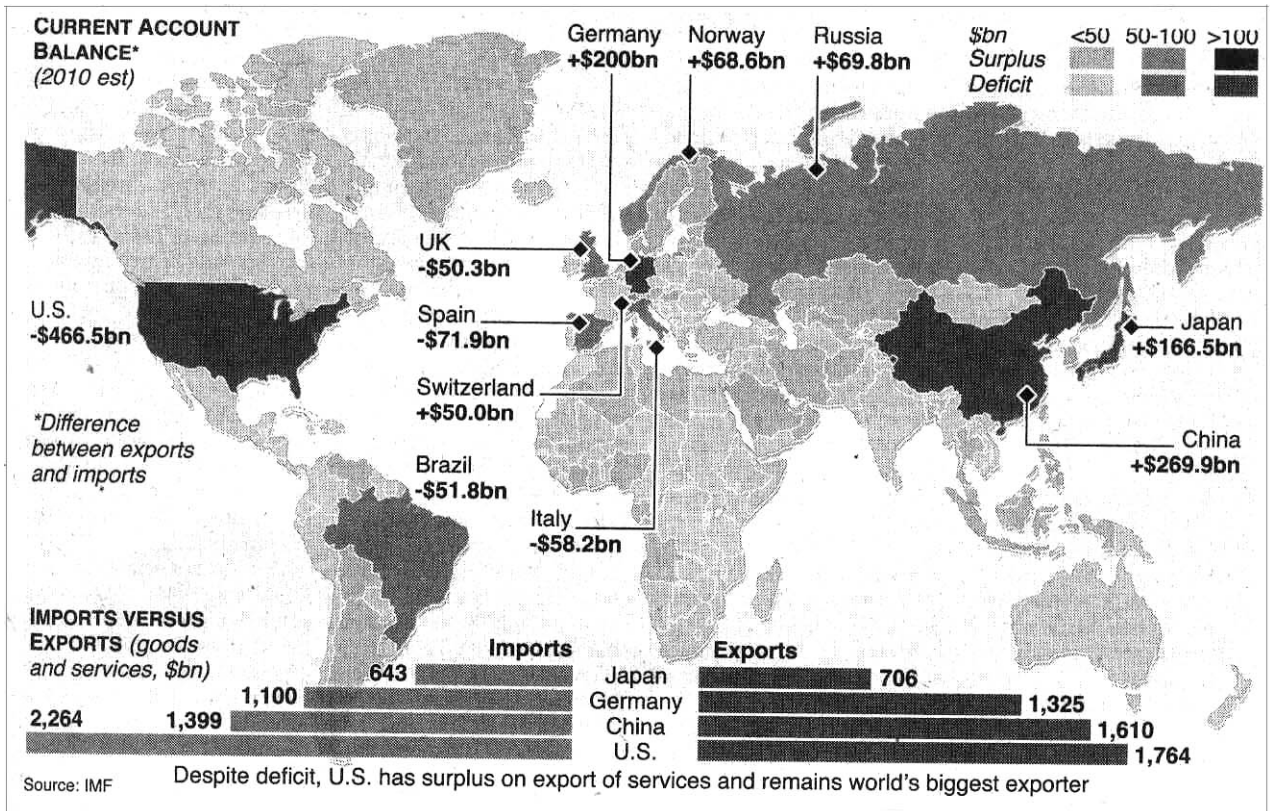 CURRENT ACCOUNT
BALANCE*
(2010 est)
Germany
+$200bn
Norway
+$68.6bn
Russia
+$69.8bn
$bn <50 50-100 >100
Surplus
Deficit
UK
-$50.3bn
U.S.
-$466.5bn
Spain
-$71.9bn
Japan
+$166.5bn
Switzerland
+$50.0bn
*Difference
between exports
and imports
China
+$269.9bn
Brazil
-$51.8bn
Italy
-$58.2bn
IMPORTS VERSUS
EXPORTS (goods
and services, $bn)
Imports Exports
643 Japan 706
1,100 Germany 1,325
1,399 China 1,610
2,264 U.S. 1,764
Source: IMF
Despite deficit, U.S. has surplus on export of services and remains world's biggest exporter